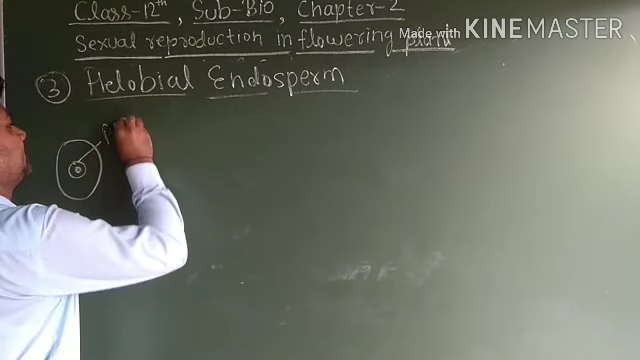 Class-12th, Sub-Bio, Chapter-2
Made with KINEMASTER
Sexual reproduction in flowering plant
③ Helobial Endosperm
P